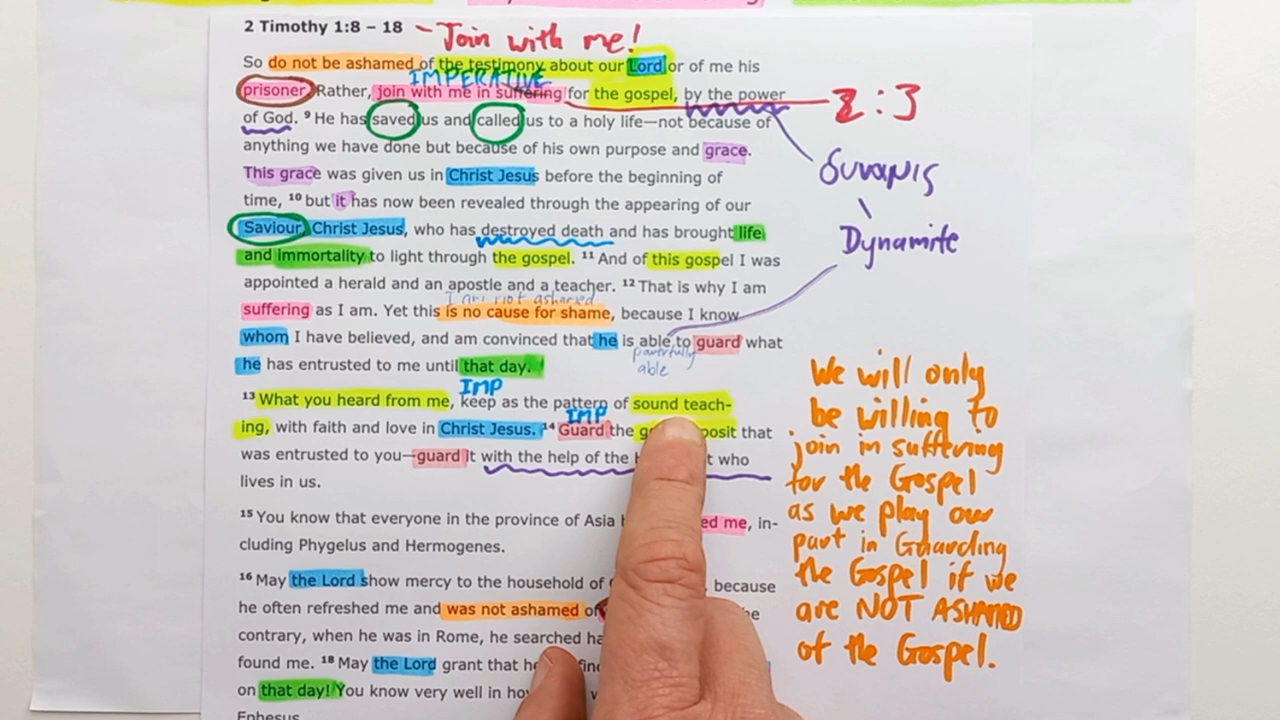 2 Timothy 1:8 – 18 – Join with me!
So do not be ashamed of the testimony about our Lord or of me his
IMPERATIVE
prisoner. Rather, join with me in suffering for the gospel, by the power
2:3
of God. ⁹ He has saved us and called us to a holy life—not because of
anything we have done but because of his own purpose and grace.
This grace was given us in Christ Jesus before the beginning of
δυναμις
time, ¹⁰ but it has now been revealed through the appearing of our
Saviour, Christ Jesus, who has destroyed death and has brought life
Dynamite
and immortality to light through the gospel. ¹¹ And of this gospel I was
appointed a herald and an apostle and a teacher. ¹² That is why I am
I am not ashamed
suffering as I am. Yet this is no cause for shame, because I know
whom I have believed, and am convinced that he is able to guard what
powerfully
able
he has entrusted to me until that day.
IMP
¹³ What you heard from me, keep as the pattern of sound teach-
IMP
ing, with faith and love in Christ Jesus. ¹⁴ Guard the posit that
was entrusted to you—guard it with the help of the who
lives in us.
¹⁵ You know that everyone in the province of Asia ed me, in-
cluding Phygelus and Hermogenes.
¹⁶ May the Lord show mercy to the household of because
he often refreshed me and was not ashamed of
contrary, when he was in Rome, he searched
found me. ¹⁸ May the Lord grant that
on that day! You know very well in
Ephesus.
We will only
be willing to
join in suffering
for the Gospel
as we play our
part in Guarding
the Gospel if we
are NOT ASHAMED
of the Gospel.